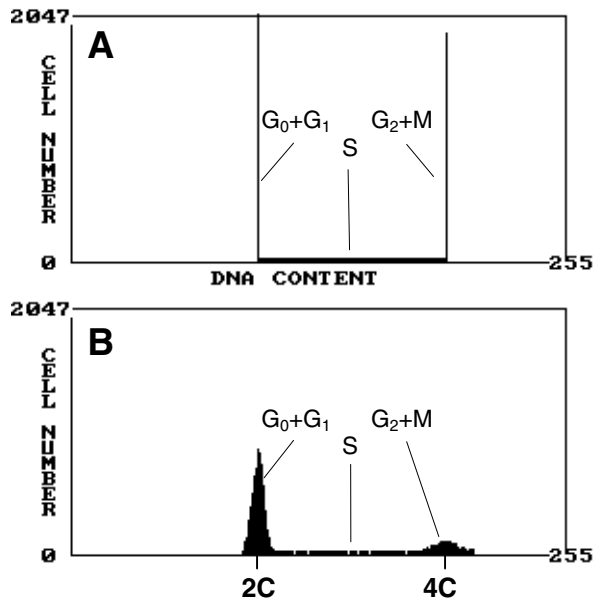 2047
A
CELL NUMBER
G₀+G₁
S
G₂+M
0
255
DNA CONTENT
2047
B
CELL NUMBER
G₀+G₁
S
G₂+M
0
255
2C
4C